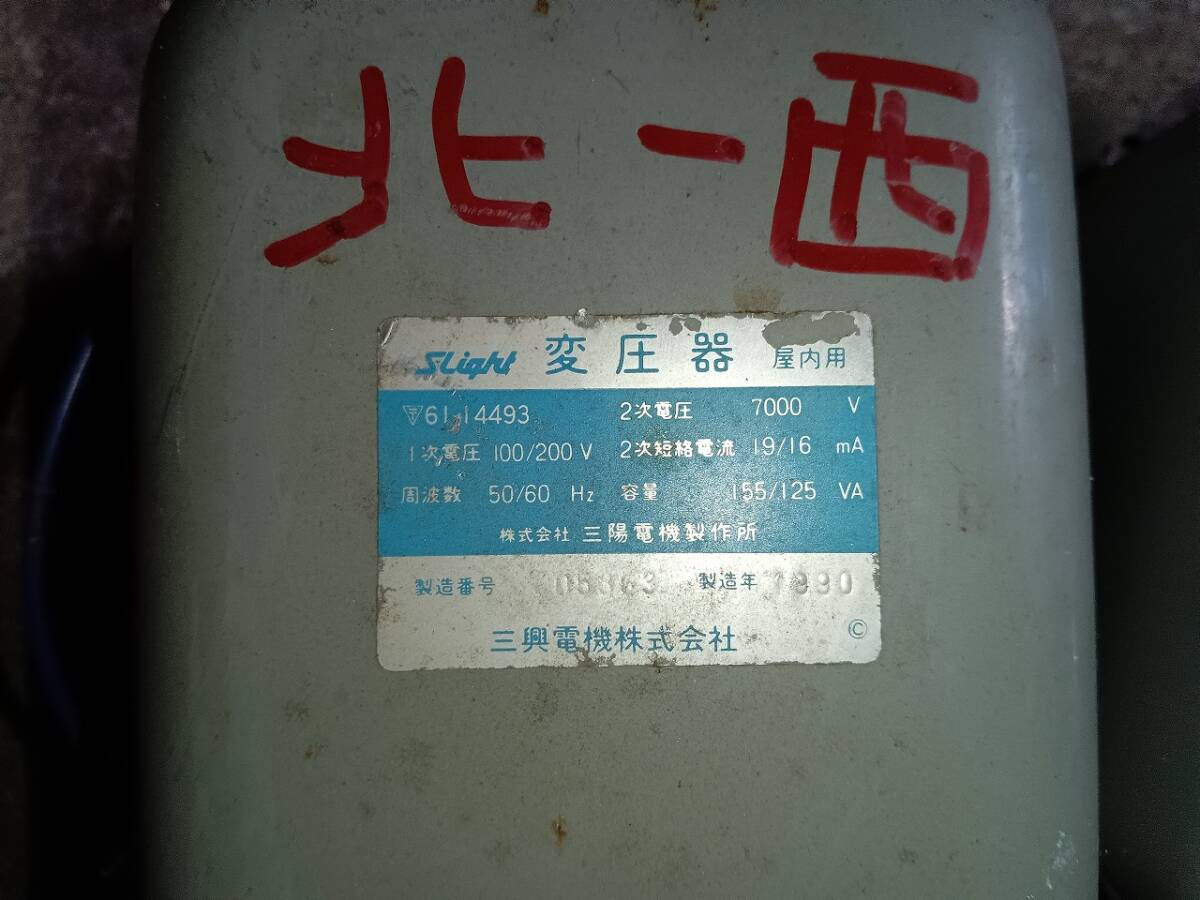 北一西
SLight 変圧器 屋内用
〒61-14493 2次電圧 7000 V
1次電圧 100/200 V 2次短絡電流 19/16 mA
周波数 50/60 Hz 容量 155/125 VA
株式会社 三陽電機製作所
製造番号 製造年 1990
三興電機株式会社 ©